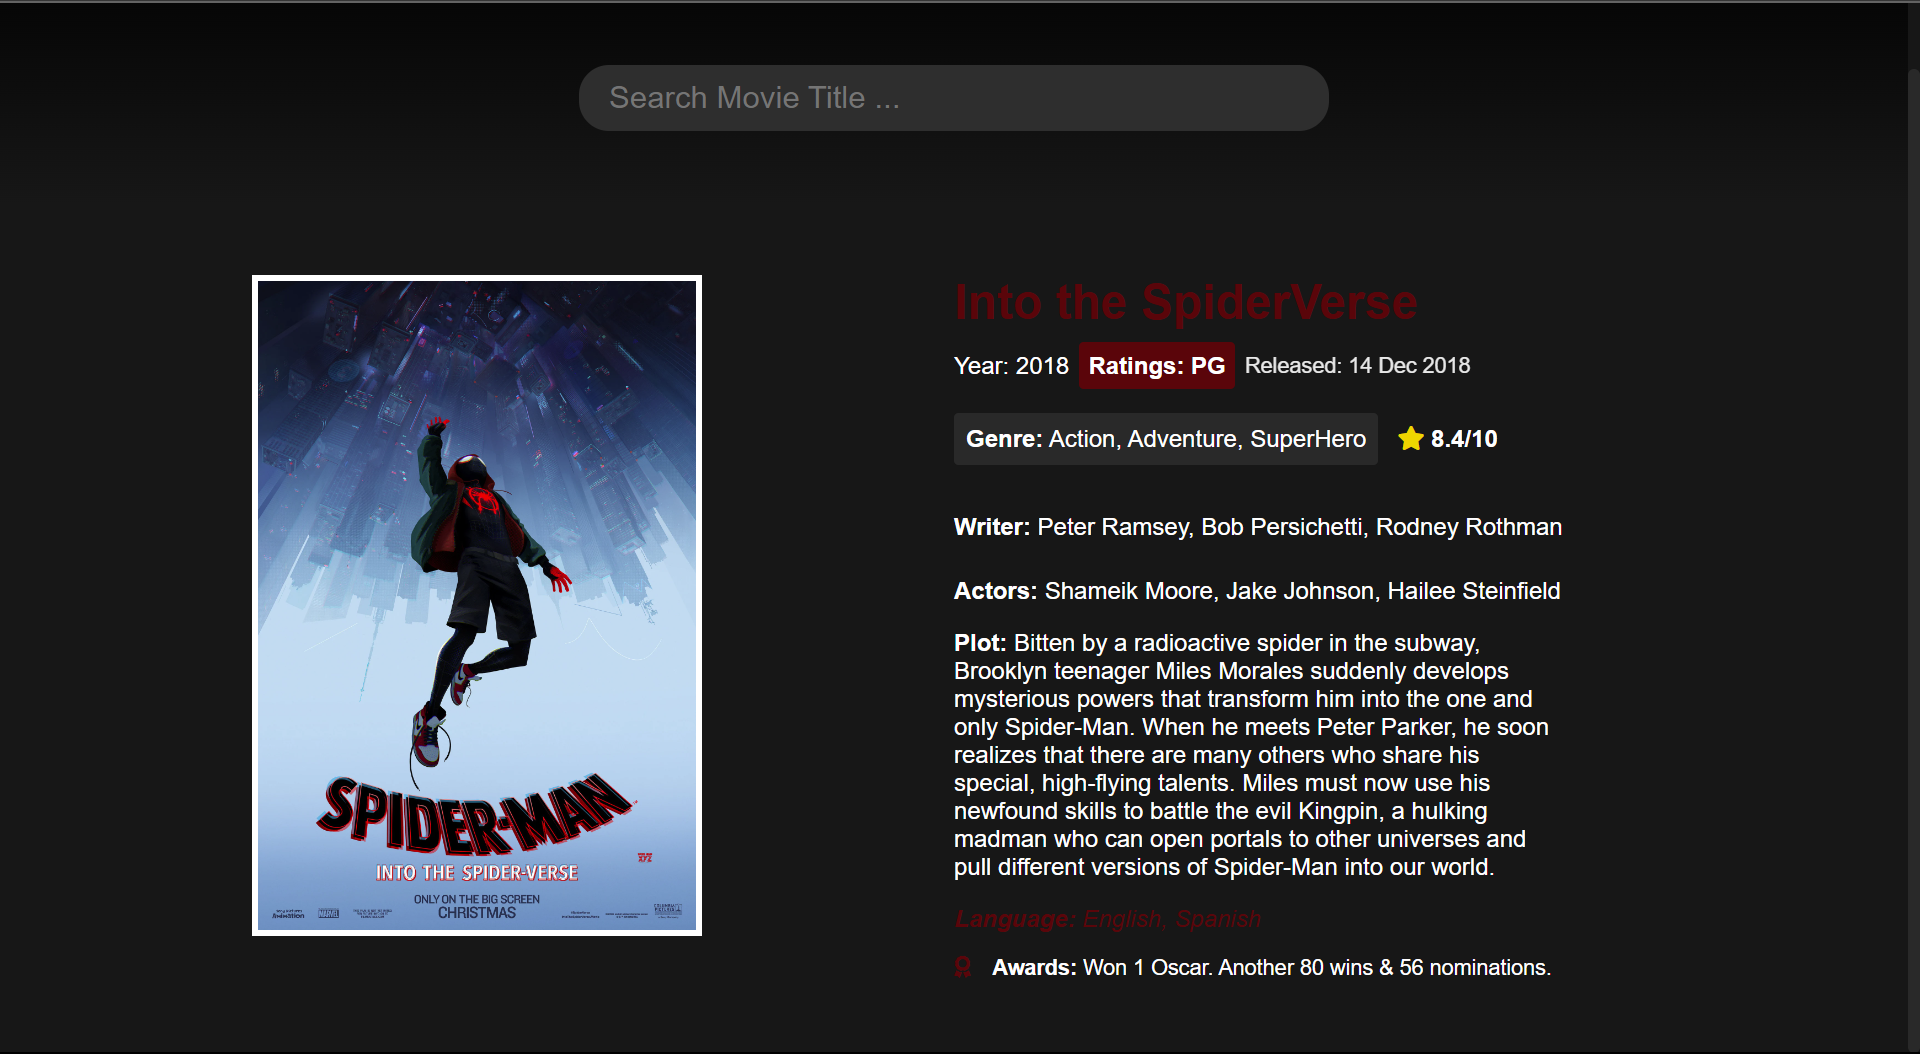 Search Movie Title ...
SPIDER-MAN
INTO THE SPIDER-VERSE
ONLY ON THE BIG SCREEN
CHRISTMAS
MARVEL
Into the SpiderVerse
Year: 2018 Ratings: PG Released: 14 Dec 2018
Genre: Action, Adventure, SuperHero 8.4/10
Writer: Peter Ramsey, Bob Persichetti, Rodney Rothman
Actors: Shameik Moore, Jake Johnson, Hailee Steinfield
Plot: Bitten by a radioactive spider in the subway,
Brooklyn teenager Miles Morales suddenly develops
mysterious powers that transform him into the one and
only Spider-Man. When he meets Peter Parker, he soon
realizes that there are many others who share his
special, high-flying talents. Miles must now use his
newfound skills to battle the evil Kingpin, a hulking
madman who can open portals to other universes and
pull different versions of Spider-Man into our world.
Language: English, Spanish
Awards: Won 1 Oscar. Another 80 wins & 56 nominations.